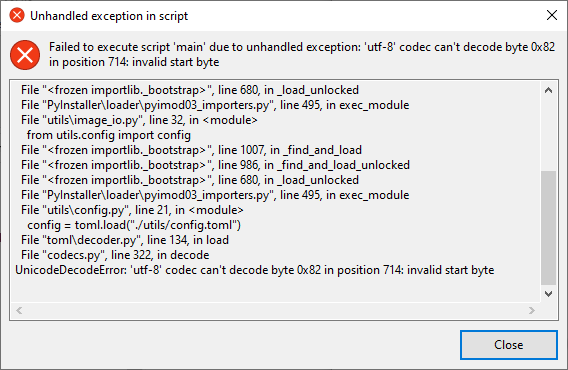 Unhandled exception in script
Failed to execute script 'main' due to unhandled exception: 'utf-8' codec can't decode byte 0x82
in position 714: invalid start byte
File "<frozen importlib._bootstrap>", line 680, in _load_unlocked
File "PyInstaller\loader\pyimod03_importers.py", line 495, in exec_module
File "utils\image_io.py", line 32, in <module>
from utils.config import config
File "<frozen importlib._bootstrap>", line 1007, in _find_and_load
File "<frozen importlib._bootstrap>", line 986, in _find_and_load_unlocked
File "<frozen importlib._bootstrap>", line 680, in _load_unlocked
File "PyInstaller\loader\pyimod03_importers.py", line 495, in exec_module
File "utils\config.py", line 21, in <module>
config = toml.load("./utils/config.toml")
File "toml\decoder.py", line 134, in load
File "codecs.py", line 322, in decode
UnicodeDecodeError: 'utf-8' codec can't decode byte 0x82 in position 714: invalid start byte
Close